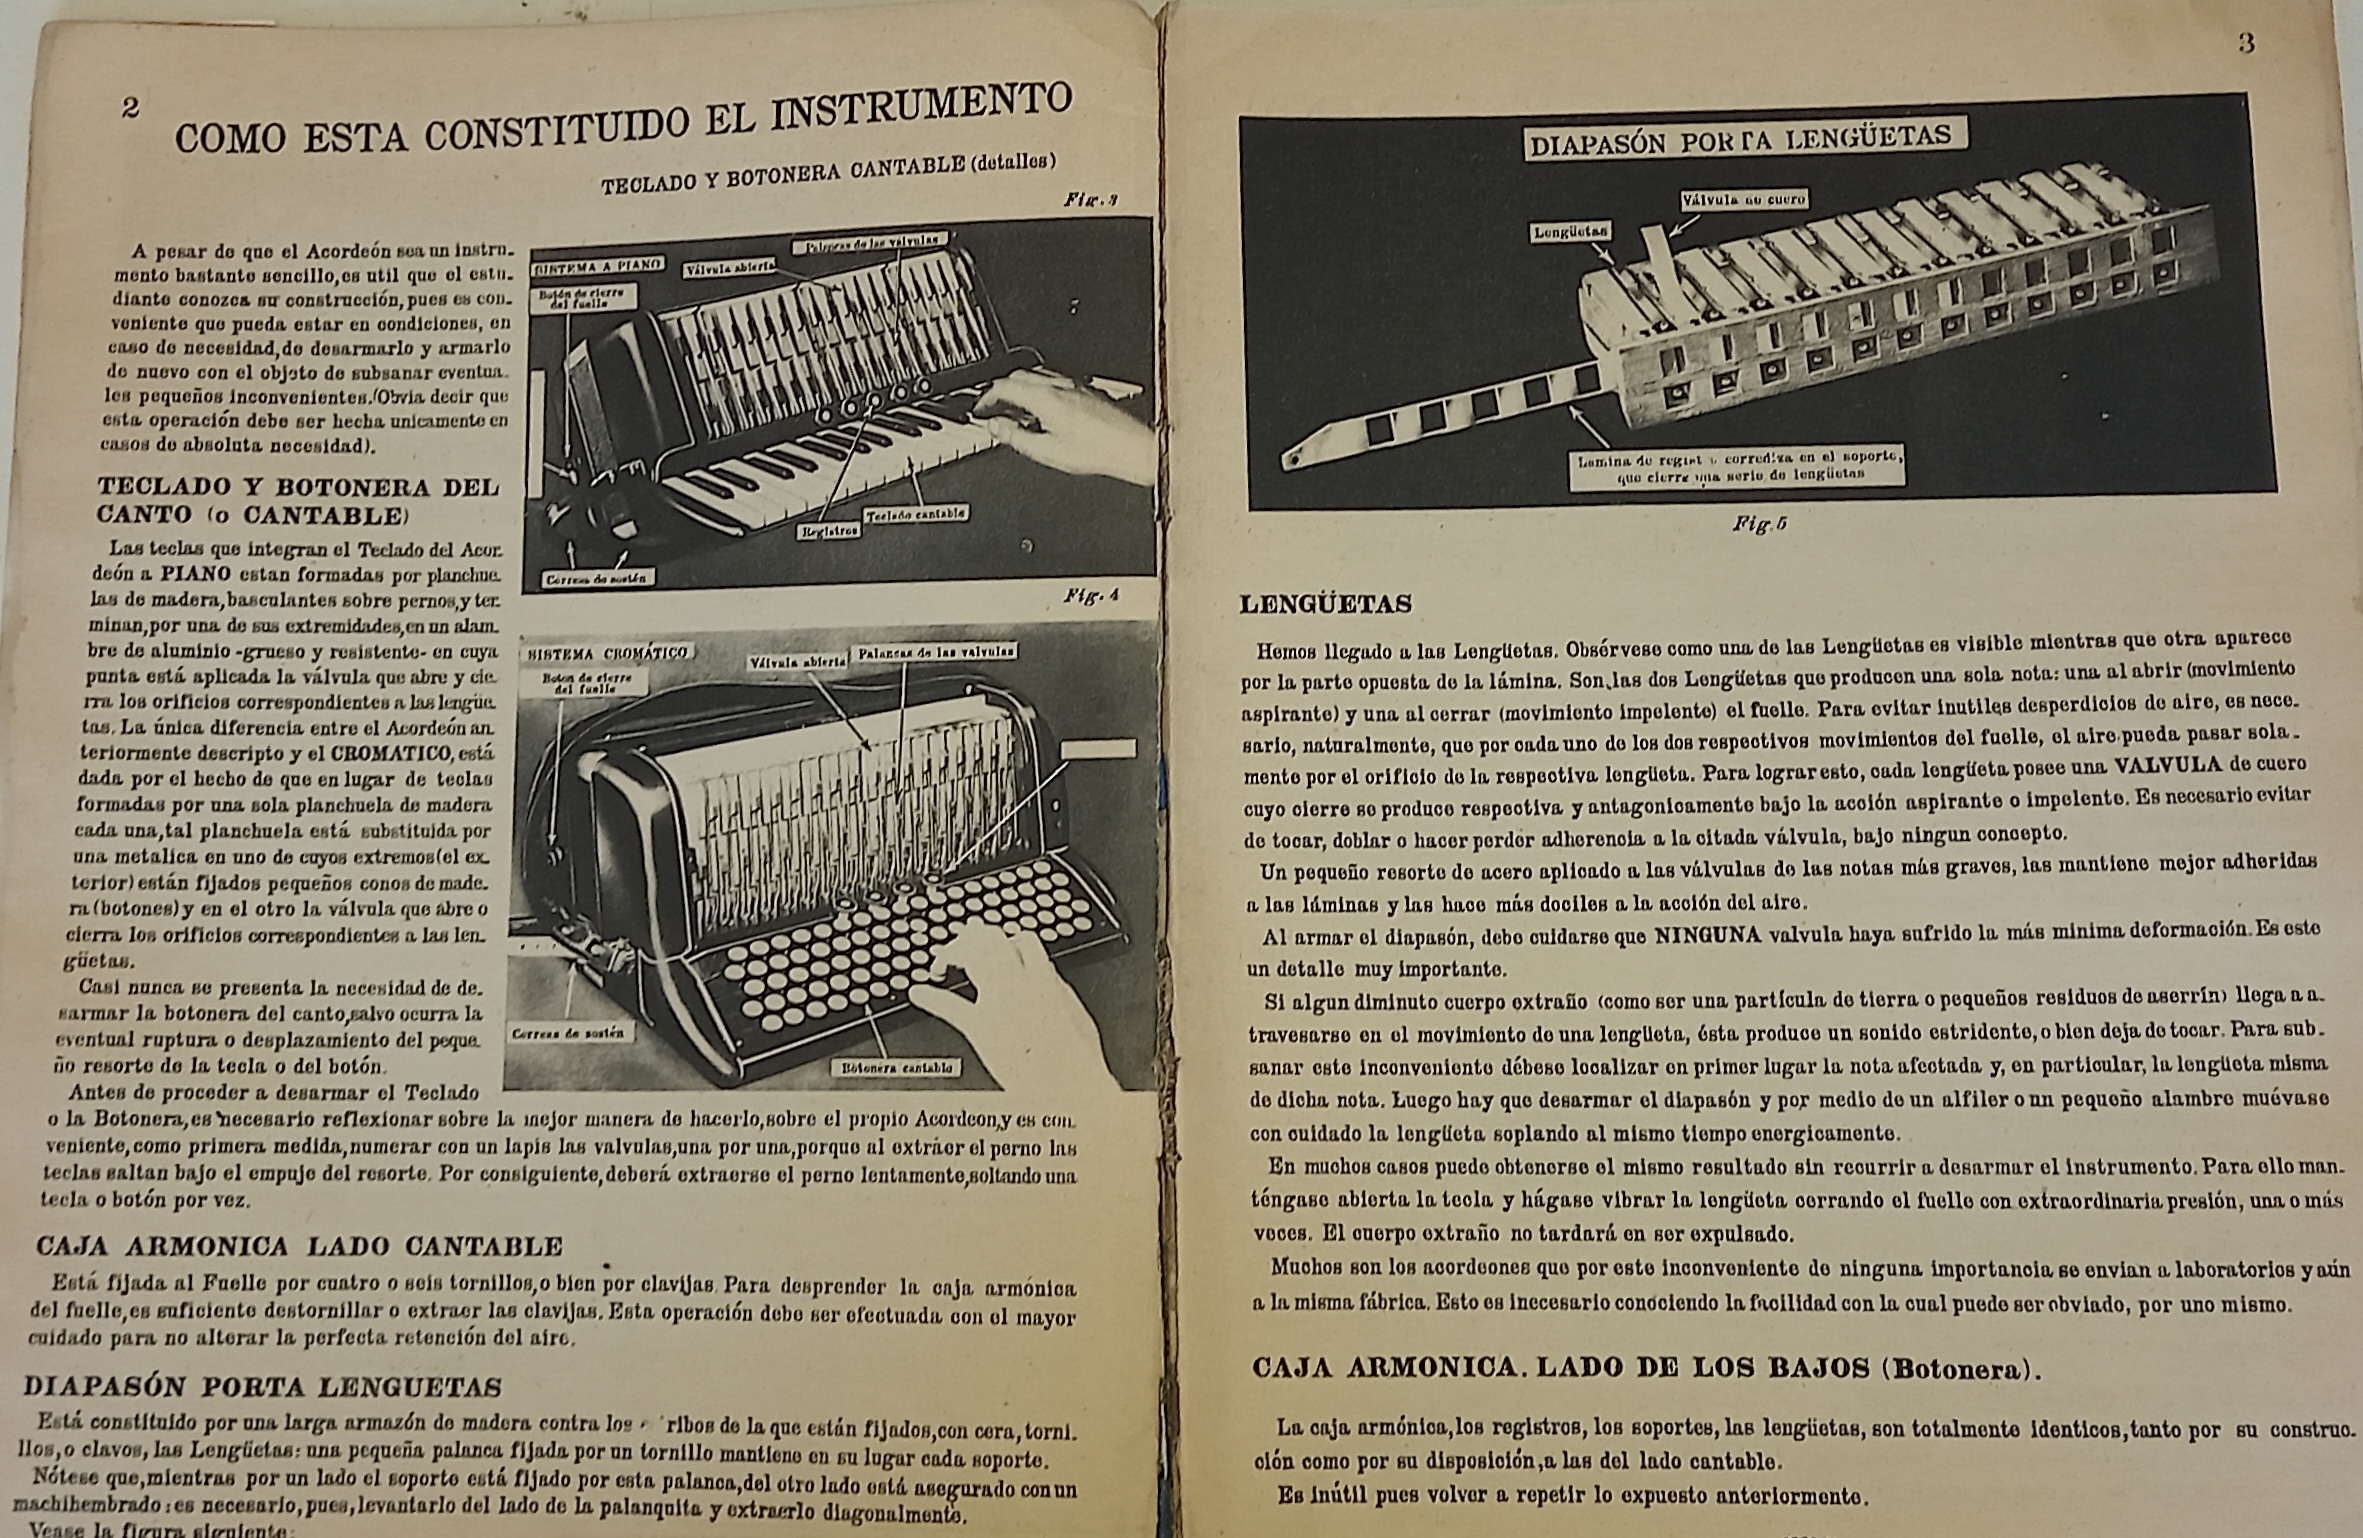 2
COMO ESTA CONSTITUIDO EL INSTRUMENTO
TECLADO Y BOTONERA CANTABLE (detalles)
Fig. 3
A pesar de que el Acordeón sea un instru-
mento bastante sencillo, es util que el estu-
diante conozca su construcción, pues es con-
veniente que pueda estar en condiciones, en
caso de necesidad, de desarmarlo y armarlo
de nuevo con el objeto de subsanar eventua-
les pequeños inconvenientes. (Obvia decir que
esta operación debe ser hecha unicamente en
casos de absoluta necesidad).
TECLADO Y BOTONERA DEL
CANTO (o CANTABLE)
Las teclas que integran el Teclado del Acor-
deón a PIANO estan formadas por planchue-
las de madera, basculantes sobre pernos, y ter-
minan, por una de sus extremidades, en un alam-
bre de aluminio -grueso y resistente- en cuya
punta está aplicada la válvula que abre y cie-
rra los orificios correspondientes a las lengüe-
tas. La única diferencia entre el Acordeón an-
teriormente descripto y el CROMATICO, está
dada por el hecho de que en lugar de teclas
formadas por una sola planchuela de madera
cada una, tal planchuela está substituida por
una metalica en uno de cuyos extremos (el ex-
terior) están fijados pequeños conos de made-
ra (botones) y en el otro la válvula que abre o
cierra los orificios correspondientes a las len-
güetas.
Casi nunca se presenta la necesidad de de-
sarmar la botonera del canto, salvo ocurra la
eventual ruptura o desplazamiento del peque-
ño resorte de la tecla o del botón.
Antes de proceder a desarmar el Teclado
o la Botonera, es necesario reflexionar sobre la mejor manera de hacerlo, sobre el propio Acordeon, y es con-
veniente, como primera medida, numerar con un lapis las valvulas, una por una, porque al extráer el perno las
teclas saltan bajo el empuje del resorte. Por consiguiente, deberá extraerse el perno lentamente, soltando una
tecla o botón por vez.
SISTEMA A PIANO
Válvula abierta
Palancas de las valvulas
Botón de cierre
del fuelle
Registros
Teclado cantable
Correas de sostén
Fig. 4
SISTEMA CROMÁTICO
Válvula abierta
Palancas de las valvulas
Boton de cierre
del fuelle
Correas de sostén
Botonera cantable
CAJA ARMONICA LADO CANTABLE
Está fijada al Fuelle por cuatro o seis tornillos, o bien por clavijas. Para desprender la caja armónica
del fuelle, es suficiente destornillar o extraer las clavijas. Esta operación debe ser efectuada con el mayor
cuidado para no alterar la perfecta retención del aire.
DIAPASÓN PORTA LENGUETAS
Está constituido por una larga armazón de madera contra los ribos de la que están fijados, con cera, torni-
llos, o clavos, las Lengüetas: una pequeña palanca fijada por un tornillo mantiene en su lugar cada soporte.
Nótese que, mientras por un lado el soporte está fijado por esta palanca, del otro lado está asegurado con un
machihembrado: es necesario, pues, levantarlo del lado de la palanquita y extraerlo diagonalmente.
Vease la figura siguiente:
3
DIAPASÓN PORTA LENGÜETAS
Lengüetas
Válvula de cuero
Lamina de registro corrediza en el soporte,
que cierra una serie de lengüetas
Fig. 5
LENGÜETAS
Hemos llegado a las Lengüetas. Obsérvese como una de las Lengüetas es visible mientras que otra aparece
por la parte opuesta de la lámina. Son las dos Lengüetas que producen una sola nota: una al abrir (movimiento
aspirante) y una al cerrar (movimiento impelente) el fuelle. Para evitar inutiles desperdicios de aire, es nece-
sario, naturalmente, que por cada uno de los dos respectivos movimientos del fuelle, el aire pueda pasar sola-
mente por el orificio de la respectiva lengüeta. Para lograr esto, cada lengüeta posee una VALVULA de cuero
cuyo cierre se produce respectiva y antagonicamente bajo la acción aspirante o impelente. Es necesario evitar
de tocar, doblar o hacer perder adherencia a la citada válvula, bajo ningun concepto.
Un pequeño resorte de acero aplicado a las válvulas de las notas más graves, las mantiene mejor adheridas
a las láminas y las hace más dociles a la acción del aire.
Al armar el diapasón, debe cuidarse que NINGUNA valvula haya sufrido la más minima deformación. Es este
un detalle muy importante.
Si algun diminuto cuerpo extraño (como ser una partícula de tierra o pequeños residuos de aserrín) llega a a-
travesarse en el movimiento de una lengüeta, ésta produce un sonido estridente, o bien deja de tocar. Para sub-
sanar este inconveniente débese localizar en primer lugar la nota afectada y, en particular, la lengüeta misma
de dicha nota. Luego hay que desarmar el diapasón y por medio de un alfiler o un pequeño alambre muévase
con cuidado la lengüeta soplando al mismo tiempo energicamente.
En muchos casos puede obtenerse el mismo resultado sin recurrir a desarmar el instrumento. Para ello man-
téngase abierta la tecla y hágase vibrar la lengüeta cerrando el fuelle con extraordinaria presión, una o más
veces. El cuerpo extraño no tardará en ser expulsado.
Muchos son los acordeones que por este inconveniente de ninguna importancia se envian a laboratorios y aún
a la misma fábrica. Esto es inecesario conociendo la facilidad con la cual puede ser obviado, por uno mismo.
CAJA ARMONICA. LADO DE LOS BAJOS (Botonera).
La caja armónica, los registros, los soportes, las lengüetas, son totalmente identicos, tanto por su construc-
ción como por su disposición, a las del lado cantable.
Es inútil pues volver a repetir lo expuesto anteriormente.